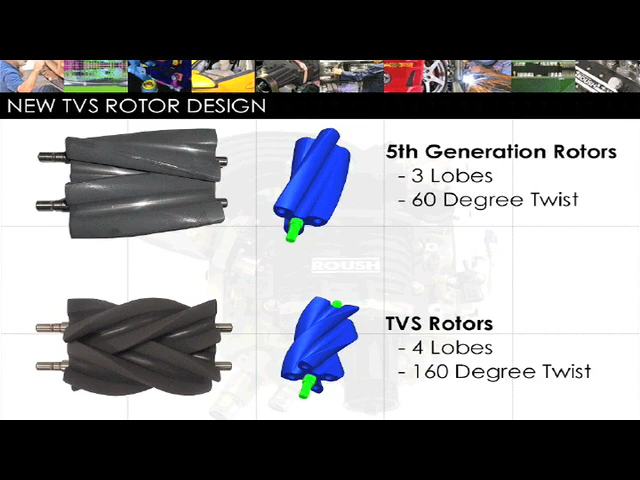 NEW TVS ROTOR DESIGN
5th Generation Rotors
- 3 Lobes
- 60 Degree Twist
ROUSH
TVS Rotors
- 4 Lobes
- 160 Degree Twist